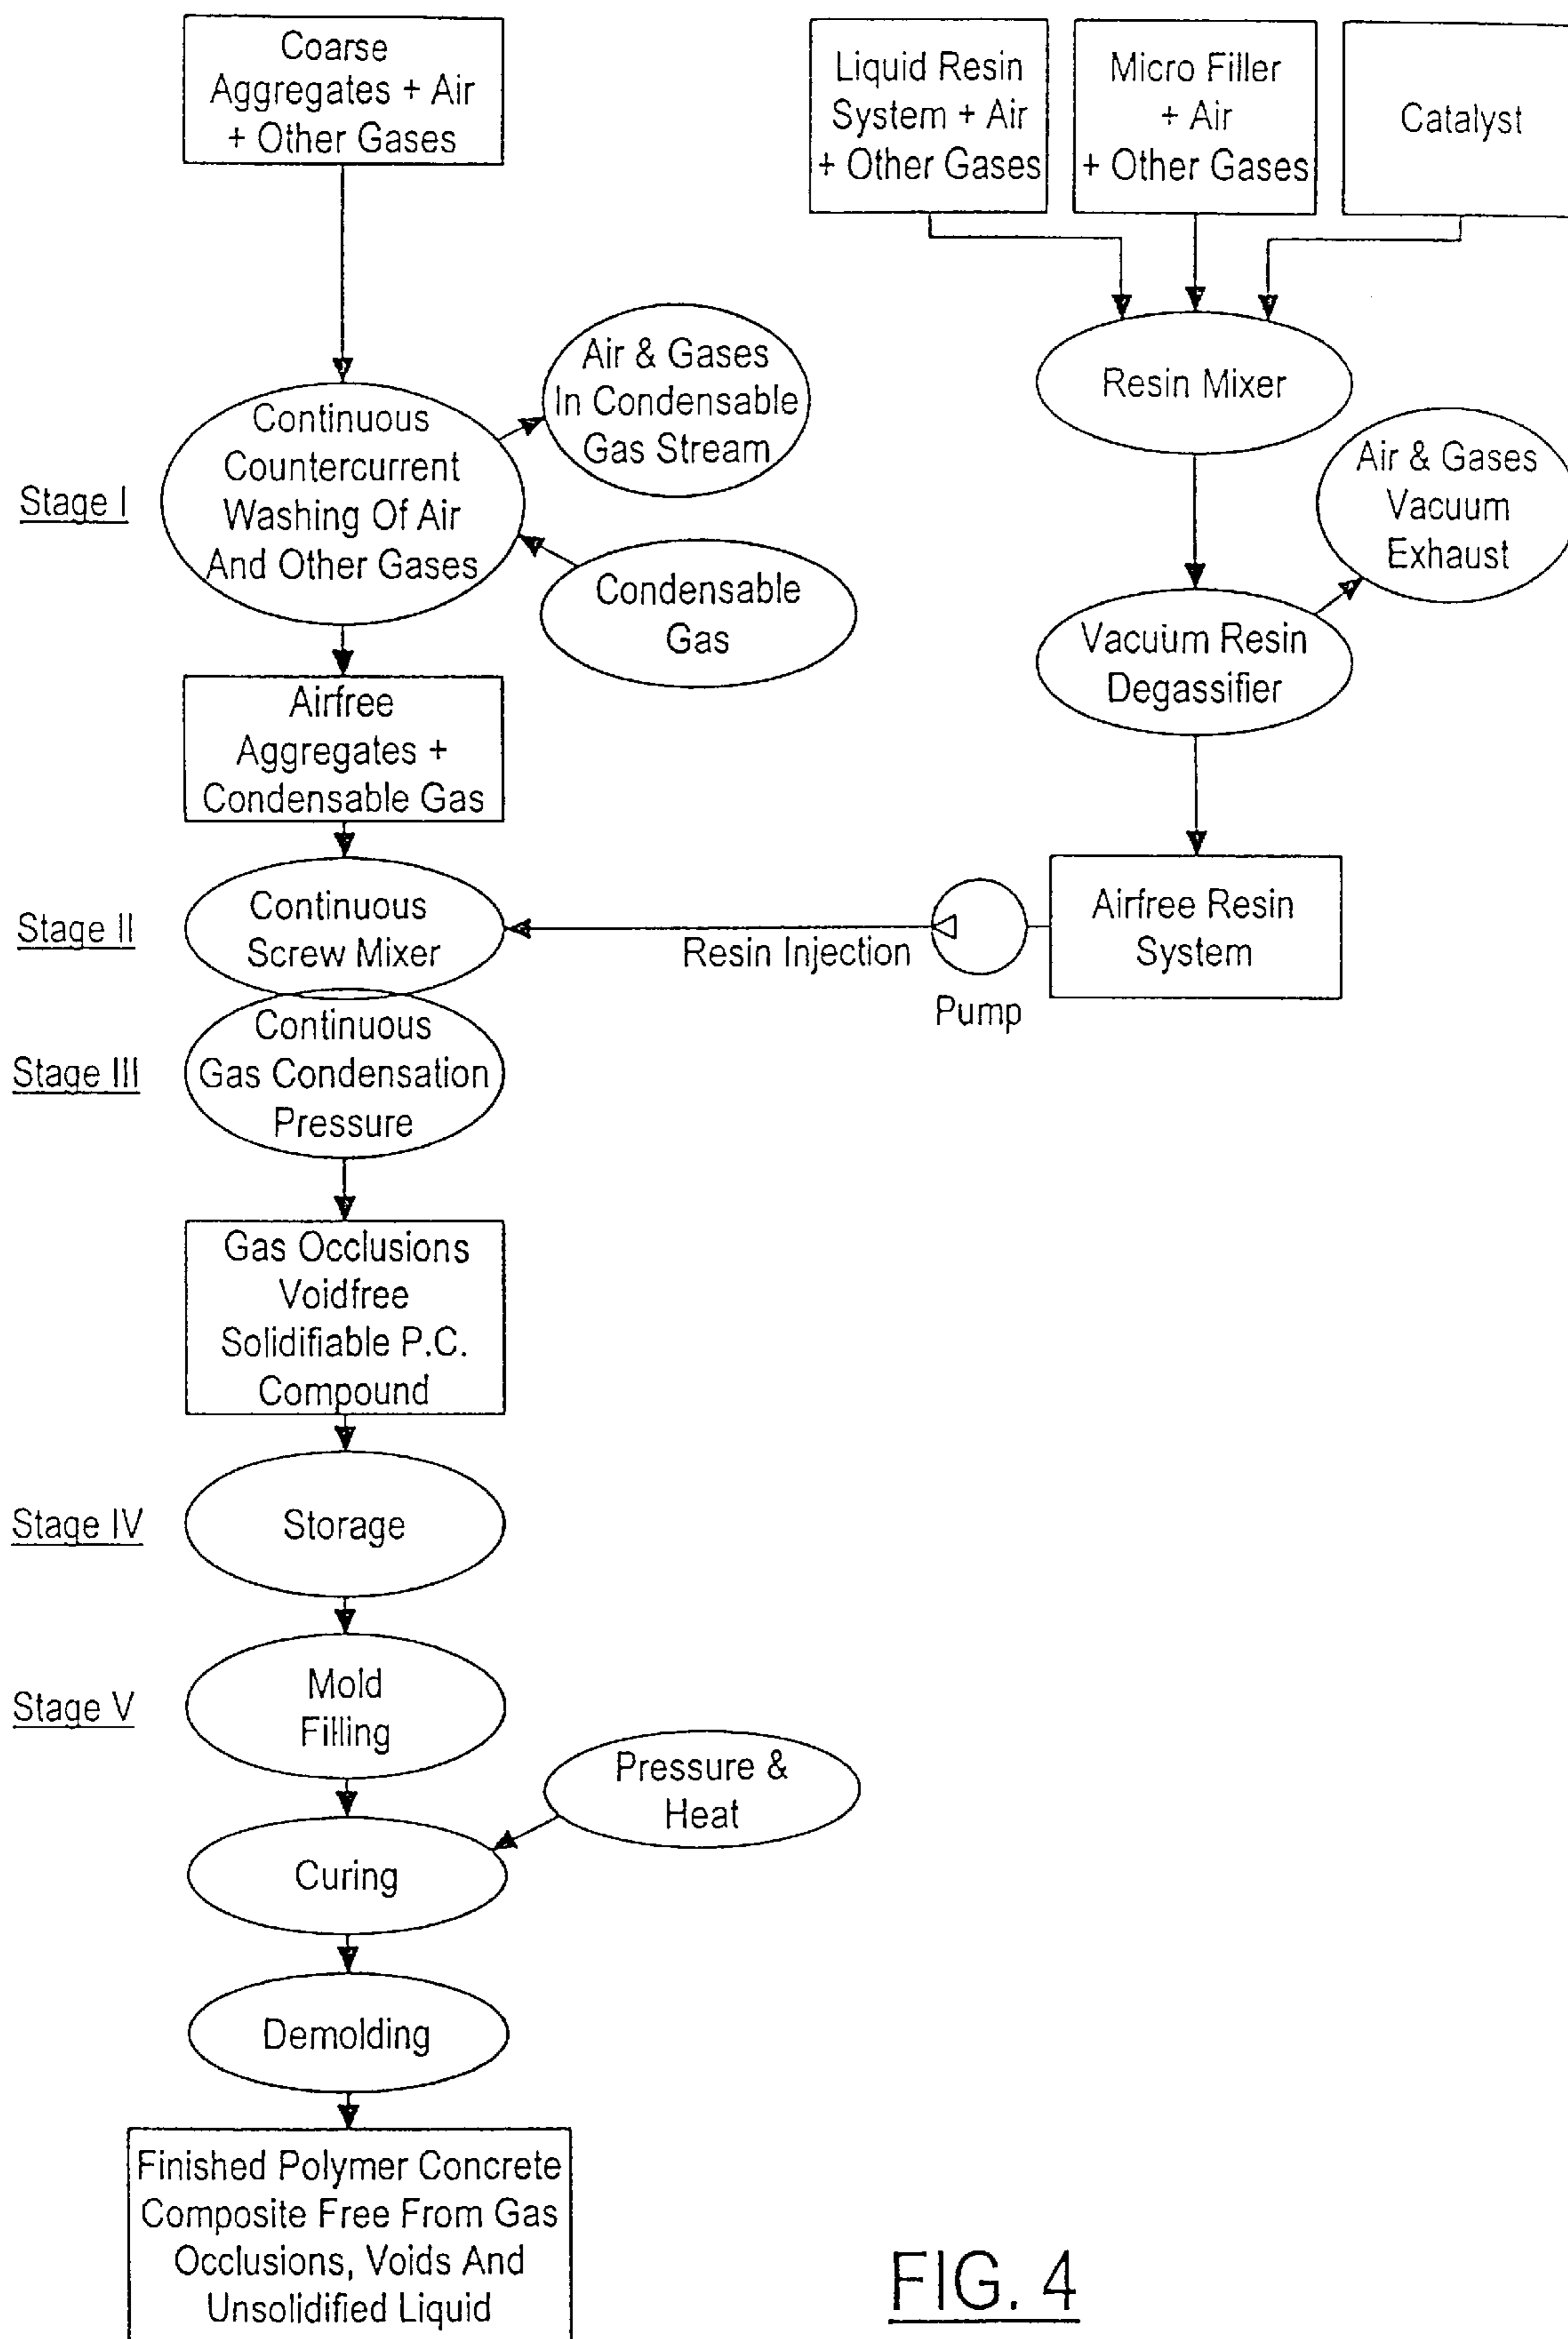 Coarse
Aggregates + Air
+ Other Gases
Liquid Resin
System + Air
+ Other Gases
Micro Filler
+ Air
+ Other Gases
Catalyst
Resin Mixer
Air & Gases
In Condensable
Gas Stream
Stage I
Continuous
Countercurrent
Washing Of Air
And Other Gases
Condensable
Gas
Air & Gases
Vacuum
Exhaust
Vacuum Resin
Degassifier
Airfree
Aggregates +
Condensable Gas
Stage II
Continuous
Screw Mixer
Resin Injection
Pump
Airfree Resin
System
Stage III
Continuous
Gas Condensation
Pressure
Gas Occlusions
Voidfree
Solidifiable P.C.
Compound
Stage IV
Storage
Stage V
Mold
Filling
Pressure &
Heat
Curing
Demolding
Finished Polymer Concrete
Composite Free From Gas
Occlusions, Voids And
Unsolidified Liquid
FIG. 4